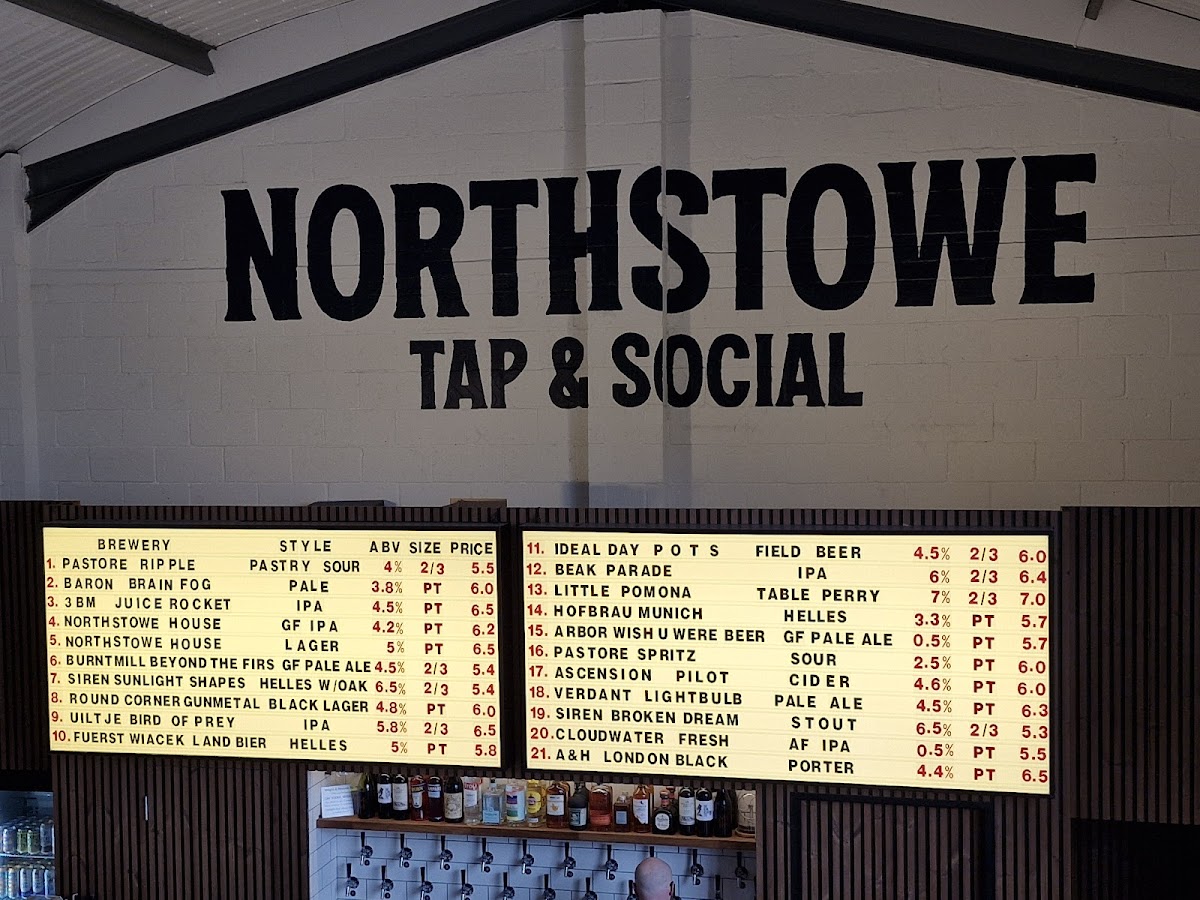 NORTHSTOWE
TAP & SOCIAL
BREWERY STYLE ABV SIZE PRICE
1. PASTORE RIPPLE PASTRY SOUR 4% 2/3 5.5
2. BARON BRAIN FOG PALE 3.8% PT 6.0
3. 3BM JUICE ROCKET IPA 4.5% PT 6.5
4. NORTHSTOWE HOUSE GF IPA 4.2% PT 6.2
5. NORTHSTOWE HOUSE LAGER 5% PT 6.5
6. BURNTMILL BEYOND THE FIRS GF PALE ALE 4.5% 2/3 5.4
7. SIREN SUNLIGHT SHAPES HELLES W/OAK 6.5% 2/3 5.4
8. ROUND CORNER GUNMETAL BLACK LAGER 4.8% PT 6.0
9. UILTJE BIRD OF PREY IPA 5.8% 2/3 6.5
10. FUERST WIACEK LANDBIER HELLES 5% PT 5.8
11. IDEAL DAY POTS FIELD BEER 4.5% 2/3 6.0
12. BEAK PARADE IPA 6% 2/3 6.4
13. LITTLE POMONA TABLE PERRY 7% 2/3 7.0
14. HOFBRAU MUNICH HELLES 3.3% PT 5.7
15. ARBOR WISH U WERE BEER GF PALE ALE 0.5% PT 5.7
16. PASTORE SPRITZ SOUR 2.5% PT 6.0
17. ASCENSION PILOT CIDER 4.6% PT 6.0
18. VERDANT LIGHTBULB PALE ALE 4.5% PT 6.3
19. SIREN BROKEN DREAM STOUT 6.5% 2/3 5.3
20. CLOUDWATER FRESH AF IPA 0.5% PT 5.5
21. A&H LONDON BLACK PORTER 4.4% PT 6.5